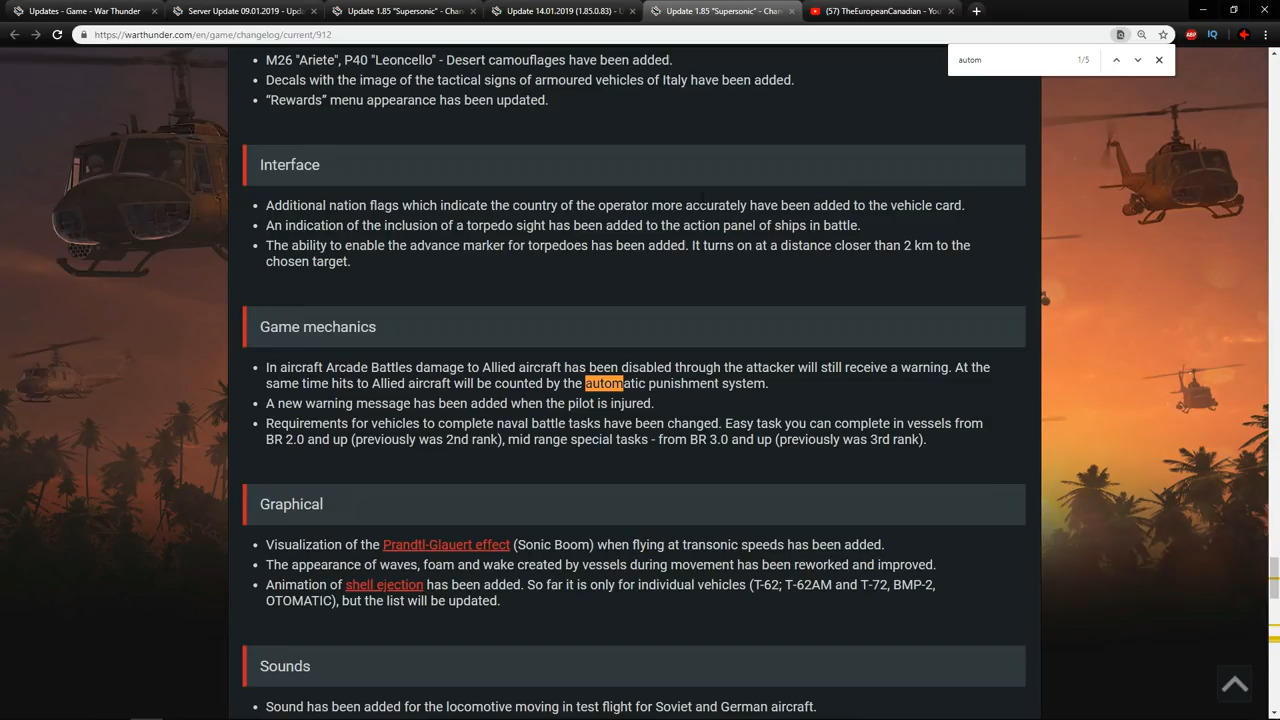 Updates - Game - War Thunder
Server Update 09.01.2019 - Upda
Update 1.85 "Supersonic" - Chan
Update 14.01.2019 (1.85.0.83) - U
Update 1.85 "Supersonic" - Chan
(57) TheEuropeanCanadian - You
https://warthunder.com/en/game/changelog/current/912
ABP
IQ
autom
1/5
• M26 "Ariete", P40 "Leoncello" - Desert camouflages have been added.
• Decals with the image of the tactical signs of armoured vehicles of Italy have been added.
• “Rewards” menu appearance has been updated.
Interface
• Additional nation flags which indicate the country of the operator more accurately have been added to the vehicle card.
• An indication of the inclusion of a torpedo sight has been added to the action panel of ships in battle.
• The ability to enable the advance marker for torpedoes has been added. It turns on at a distance closer than 2 km to the
chosen target.
Game mechanics
• In aircraft Arcade Battles damage to Allied aircraft has been disabled through the attacker will still receive a warning. At the
same time hits to Allied aircraft will be counted by the automatic punishment system.
• A new warning message has been added when the pilot is injured.
• Requirements for vehicles to complete naval battle tasks have been changed. Easy task you can complete in vessels from
BR 2.0 and up (previously was 2nd rank), mid range special tasks - from BR 3.0 and up (previously was 3rd rank).
Graphical
• Visualization of the Prandtl-Glauert effect (Sonic Boom) when flying at transonic speeds has been added.
• The appearance of waves, foam and wake created by vessels during movement has been reworked and improved.
• Animation of shell ejection has been added. So far it is only for individual vehicles (T-62; T-62AM and T-72, BMP-2,
OTOMATIC), but the list will be updated.
Sounds
• Sound has been added for the locomotive moving in test flight for Soviet and German aircraft.